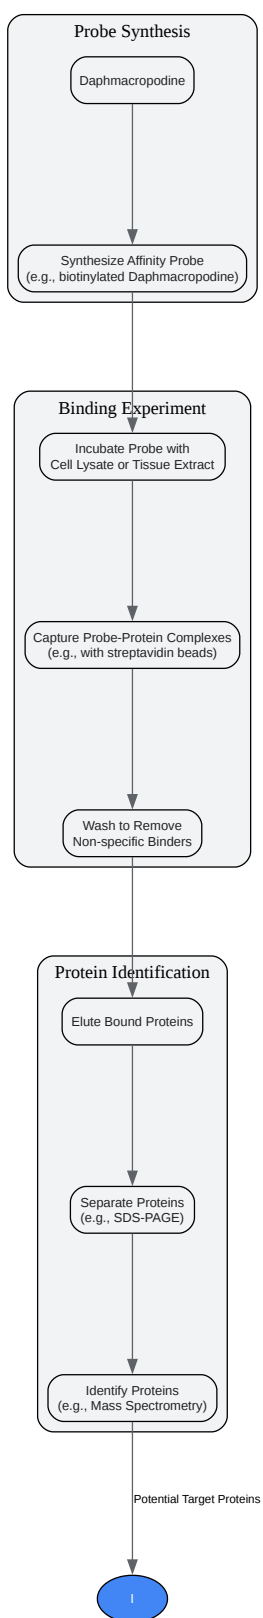 Probe Synthesis
Daphmacropodine
Synthesize Affinity Probe
(e.g., biotinylated Daphmacropodine)
Binding Experiment
Incubate Probe with
Cell Lysate or Tissue Extract
Capture Probe-Protein Complexes
(e.g., with streptavidin beads)
Wash to Remove
Non-specific Binders
Protein Identification
Elute Bound Proteins
Separate Proteins
(e.g., SDS-PAGE)
Identify Proteins
(e.g., Mass Spectrometry)
Potential Target Proteins
I